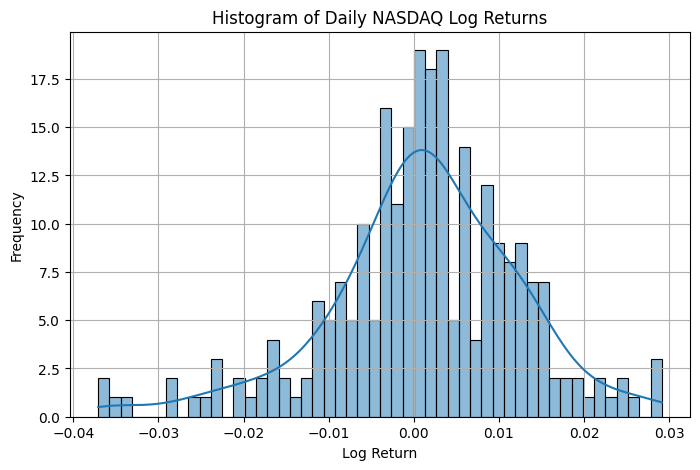 Histogram of Daily NASDAQ Log Returns
17.5
15.0
12.5
10.0
7.5
5.0
2.5
0.0
Frequency
−0.04 −0.03 −0.02 −0.01 0.00 0.01 0.02 0.03
Log Return